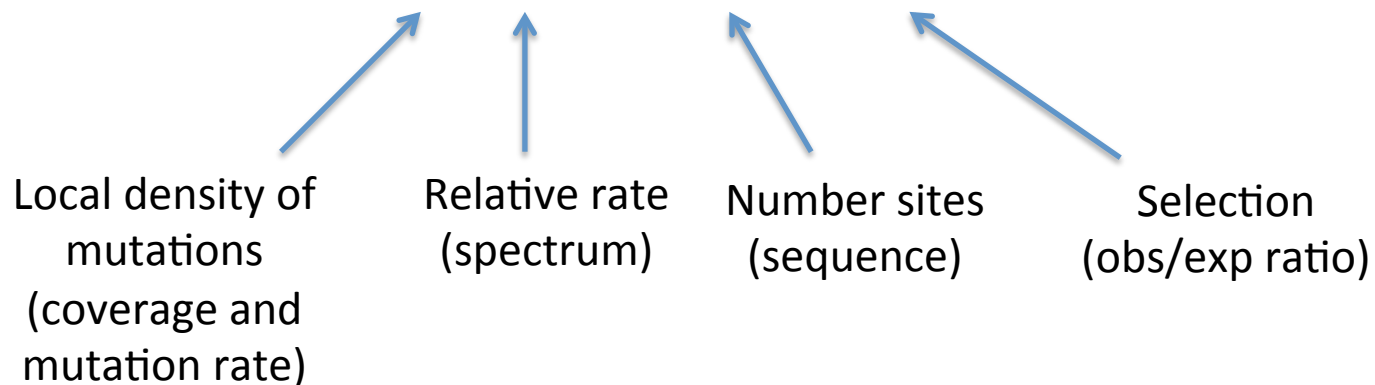 Local density of
mutations
(coverage and
mutation rate)
Relative rate
(spectrum)
Number sites
(sequence)
Selection
(obs/exp ratio)